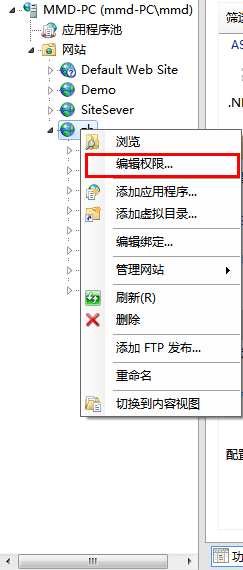 MMD-PC (mmd-PC\mmd)
应用程序池
网站
Default Web Site
Demo
SiteSever
浏览
编辑权限...
添加应用程序...
添加虚拟目录...
编辑绑定...
管理网站
刷新(R)
删除
添加 FTP 发布...
重命名
切换到内容视图
筛选
AS
.N
配置
功